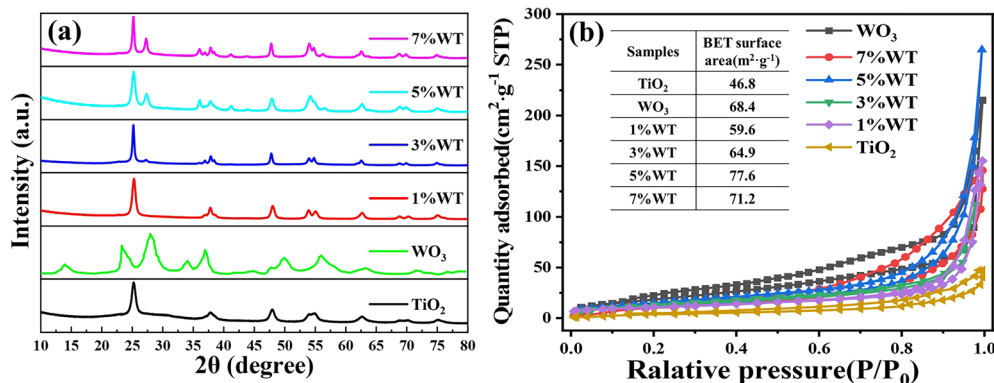 (a)
7%WT
5%WT
3%WT
1%WT
WO₃
TiO₂
Intensity (a.u.)
10 15 20 25 30 35 40 45 50 55 60 65 70 75 80
2θ (degree)
(b)
Samples BET surface
area(m²·g⁻¹)
TiO₂ 46.8
WO₃ 68.4
1%WT 59.6
3%WT 64.9
5%WT 77.6
7%WT 71.2
WO₃
7%WT
5%WT
3%WT
1%WT
TiO₂
Quantity adsorbed(cm²·g⁻¹ STP)
300
250
200
150
100
50
0
0.0 0.2 0.4 0.6 0.8 1.0
Ralative pressure(P/P₀)